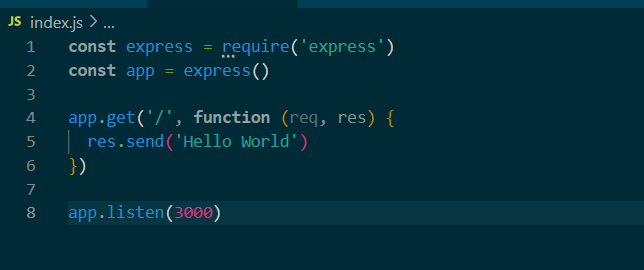 JS index.js > ...
1 const express = require('express')
2 const app = express()
3
4 app.get('/', function (req, res) {
5   res.send('Hello World')
6 })
7
8 app.listen(3000)